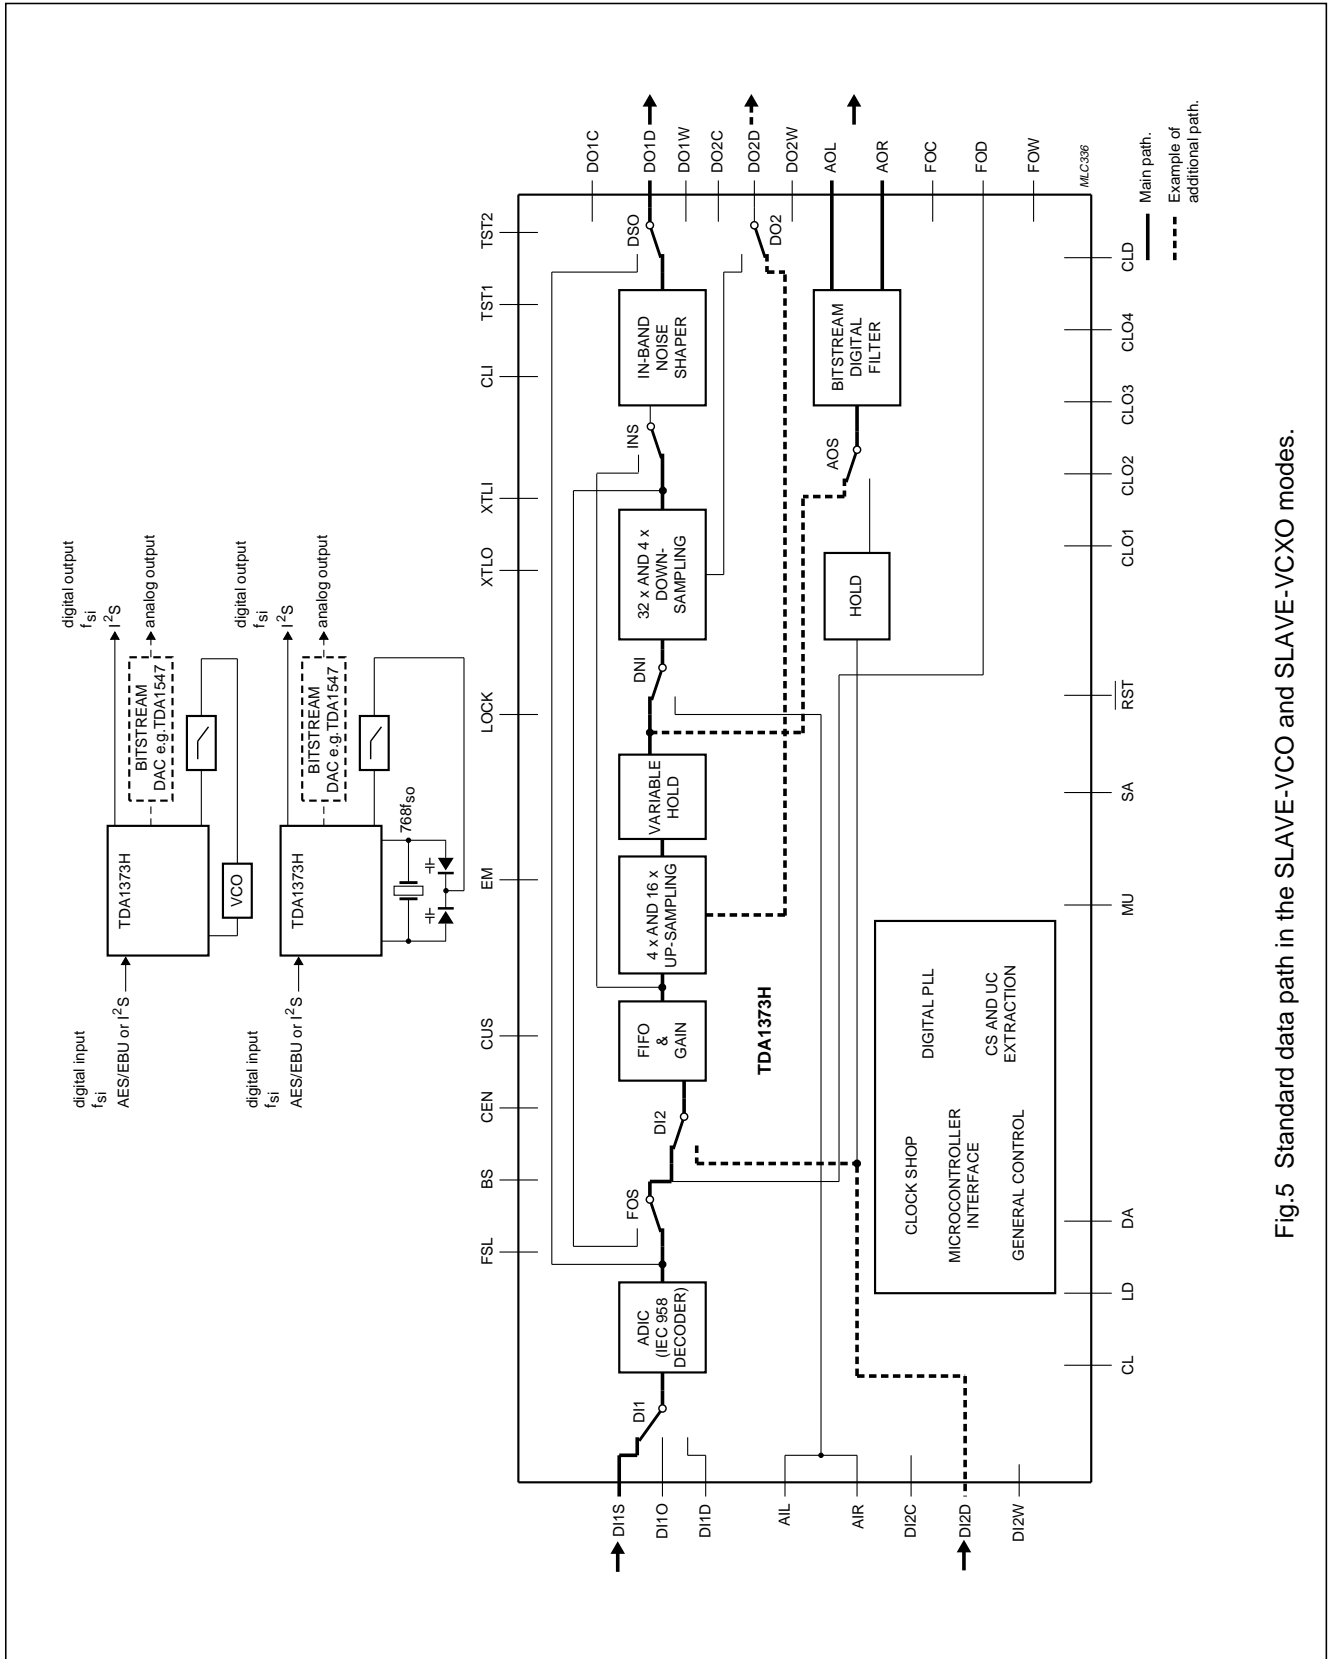 digital input
fsi
AES/EBU or I2S
TDA1373H
VCO
BITSTREAM
DAC e.g.TDA1547
digital output
fsi
I2S
analog output
digital input
fsi
AES/EBU or I2S
TDA1373H
768fso
BITSTREAM
DAC e.g.TDA1547
digital output
fsi
I2S
analog output
FSL
BS
CEN
CUS
EM
LOCK
XTLO
XTLI
CLI
TST1
TST2
DI1S
DI1O
DI1D
AIL
AIR
DI2C
DI2D
DI2W
DI1
ADIC
(IEC 958
DECODER)
FOS
DI2
FIFO
&
GAIN
4 x AND 16 x
UP-SAMPLING
VARIABLE
HOLD
DNI
32 x AND 4 x
DOWN-
SAMPLING
INS
IN-BAND
NOISE
SHAPER
DSO
DO2
TDA1373H
HOLD
AOS
BITSTREAM
DIGITAL
FILTER
CLOCK SHOP
DIGITAL PLL
MICROCONTROLLER
INTERFACE
CS AND UC
EXTRACTION
GENERAL CONTROL
DO1C
DO1D
DO1W
DO2C
DO2D
DO2W
AOL
AOR
FOC
FOD
FOW
CL
LD
DA
MU
SA
RST
CLO1
CLO2
CLO3
CLO4
CLD
MLC336
Main path.
Example of
additional path.
Fig.5 Standard data path in the SLAVE-VCO and SLAVE-VCXO modes.